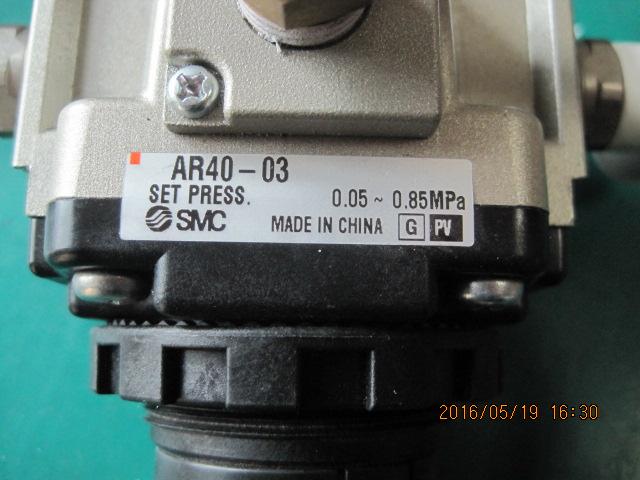 AR40-03
SET PRESS. 0.05 ~ 0.85MPa
SMC MADE IN CHINA G PV
2016/05/19 16:30